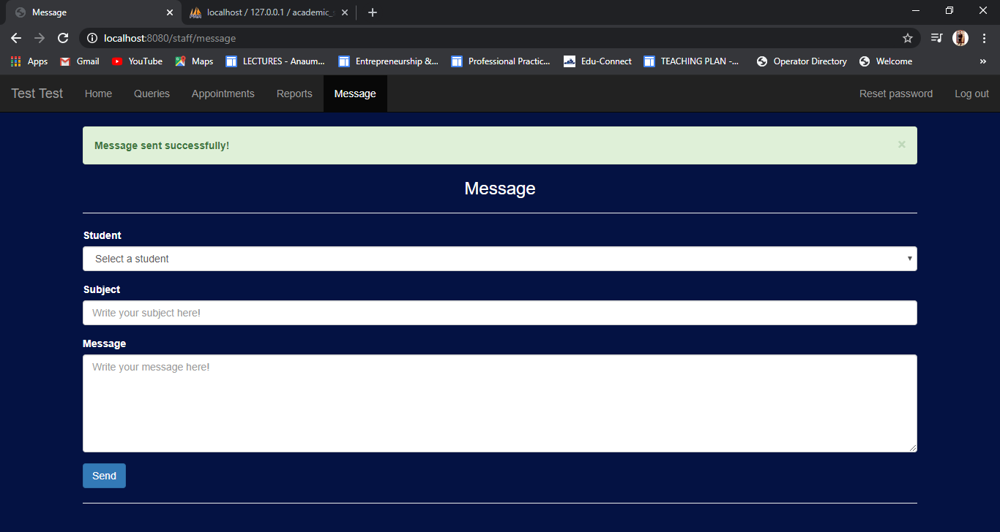 Message
localhost / 127.0.0.1 / academic_s
localhost:8080/staff/message
Apps Gmail YouTube Maps LECTURES - Anaum... Entrepreneurship &... Professional Practic... Edu-Connect TEACHING PLAN -... Operator Directory Welcome »
Test Test Home Queries Appointments Reports Message Reset password Log out
Message sent successfully! ×
Message
Student
Select a student
Subject
Write your subject here!
Message
Write your message here!
Send